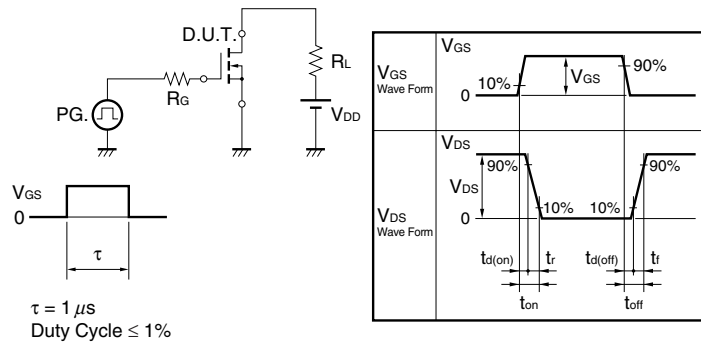 D.U.T.
RL
RG
PG.
VDD
VGS
0
τ
τ = 1 μs
Duty Cycle ≤ 1%
VGS
Wave Form
VGS
10%
90%
VGS
0
VDS
Wave Form
VDS
90%
90%
VDS
10%
10%
0
td(on)
tr
td(off)
tf
ton
toff